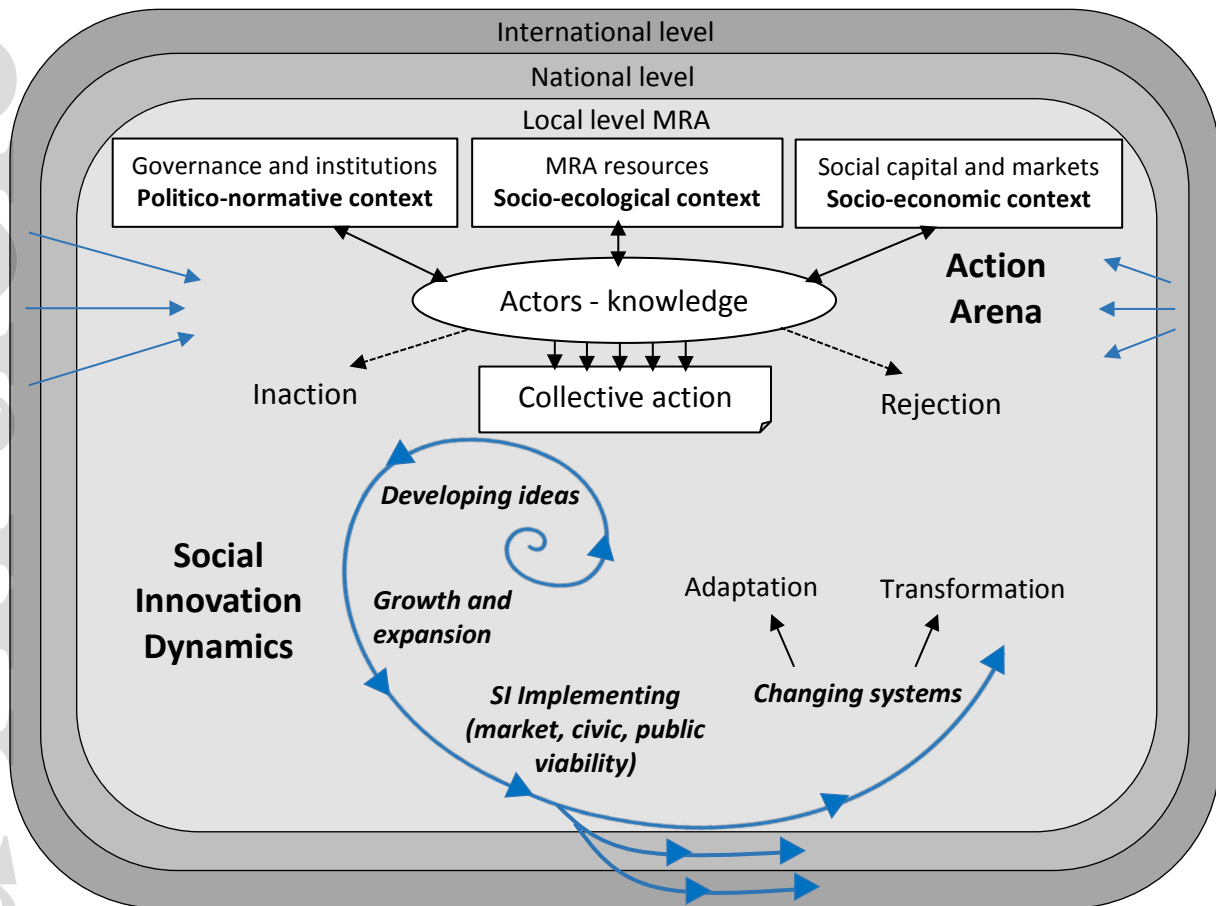 International level
National level
Local level MRA
Governance and institutions
Politico-normative context
MRA resources
Socio-ecological context
Social capital and markets
Socio-economic context
Action
Arena
Actors - knowledge
Inaction
Collective action
Rejection
Developing ideas
Social
Innovation
Dynamics
Growth and
expansion
Adaptation
Transformation
SI Implementing
(market, civic, public
viability)
Changing systems